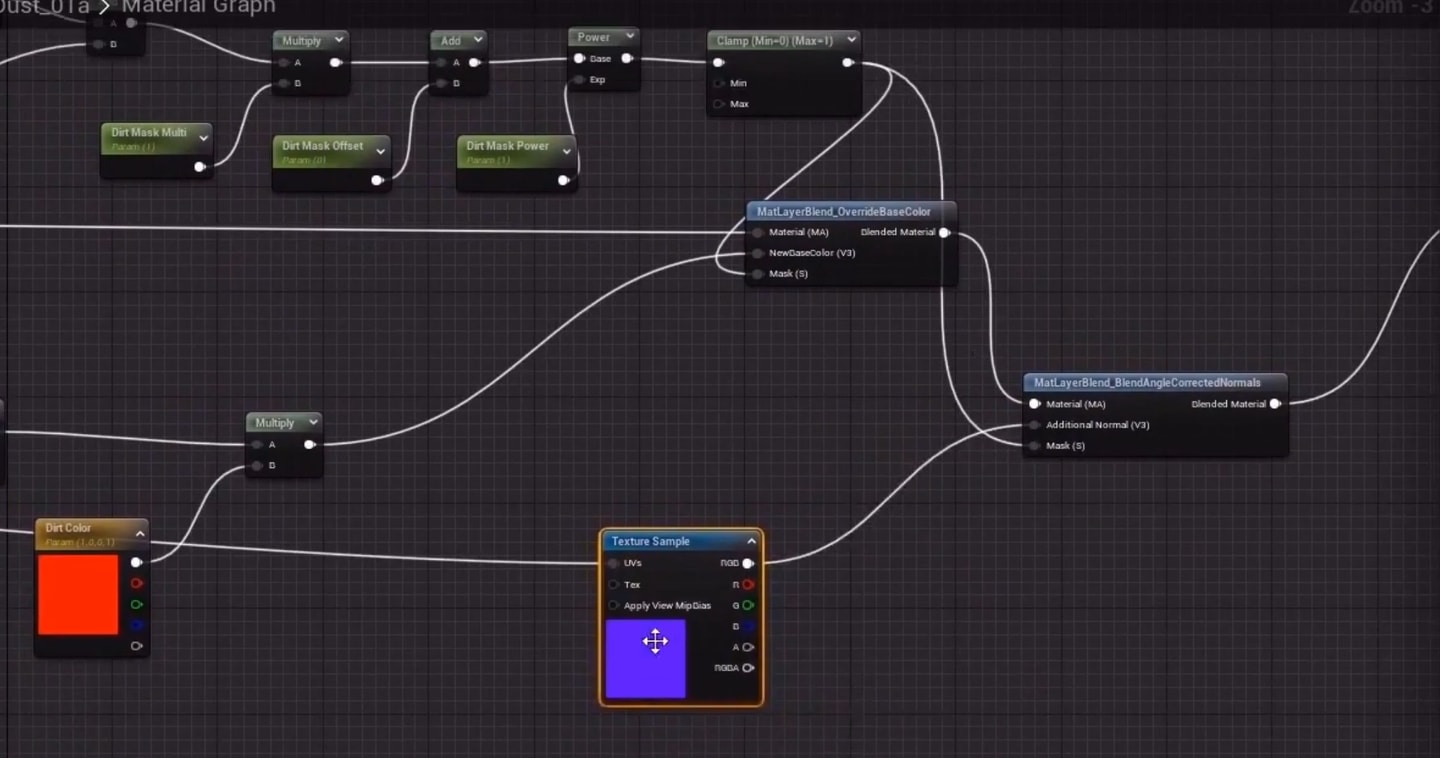 Dust_01a > Material Graph
Zoom -3
A
B
Multiply
A
B
Add
A
B
Power
Base
Exp
Clamp (Min=0) (Max=1)
Min
Max
Dirt Mask Multi
Param (1)
Dirt Mask Offset
Param (0)
Dirt Mask Power
Param (1)
MatLayerBlend_OverrideBaseColor
Material (MA) Blended Material
NewBaseColor (V3)
Mask (S)
MatLayerBlend_BlendAngleCorrectedNormals
Material (MA) Blended Material
Additional Normal (V3)
Mask (S)
Multiply
A
B
Dirt Color
Param (1,0,0,1)
Texture Sample
UVs RGB
Tex R
Apply View MipBias G
B
A
RGBA